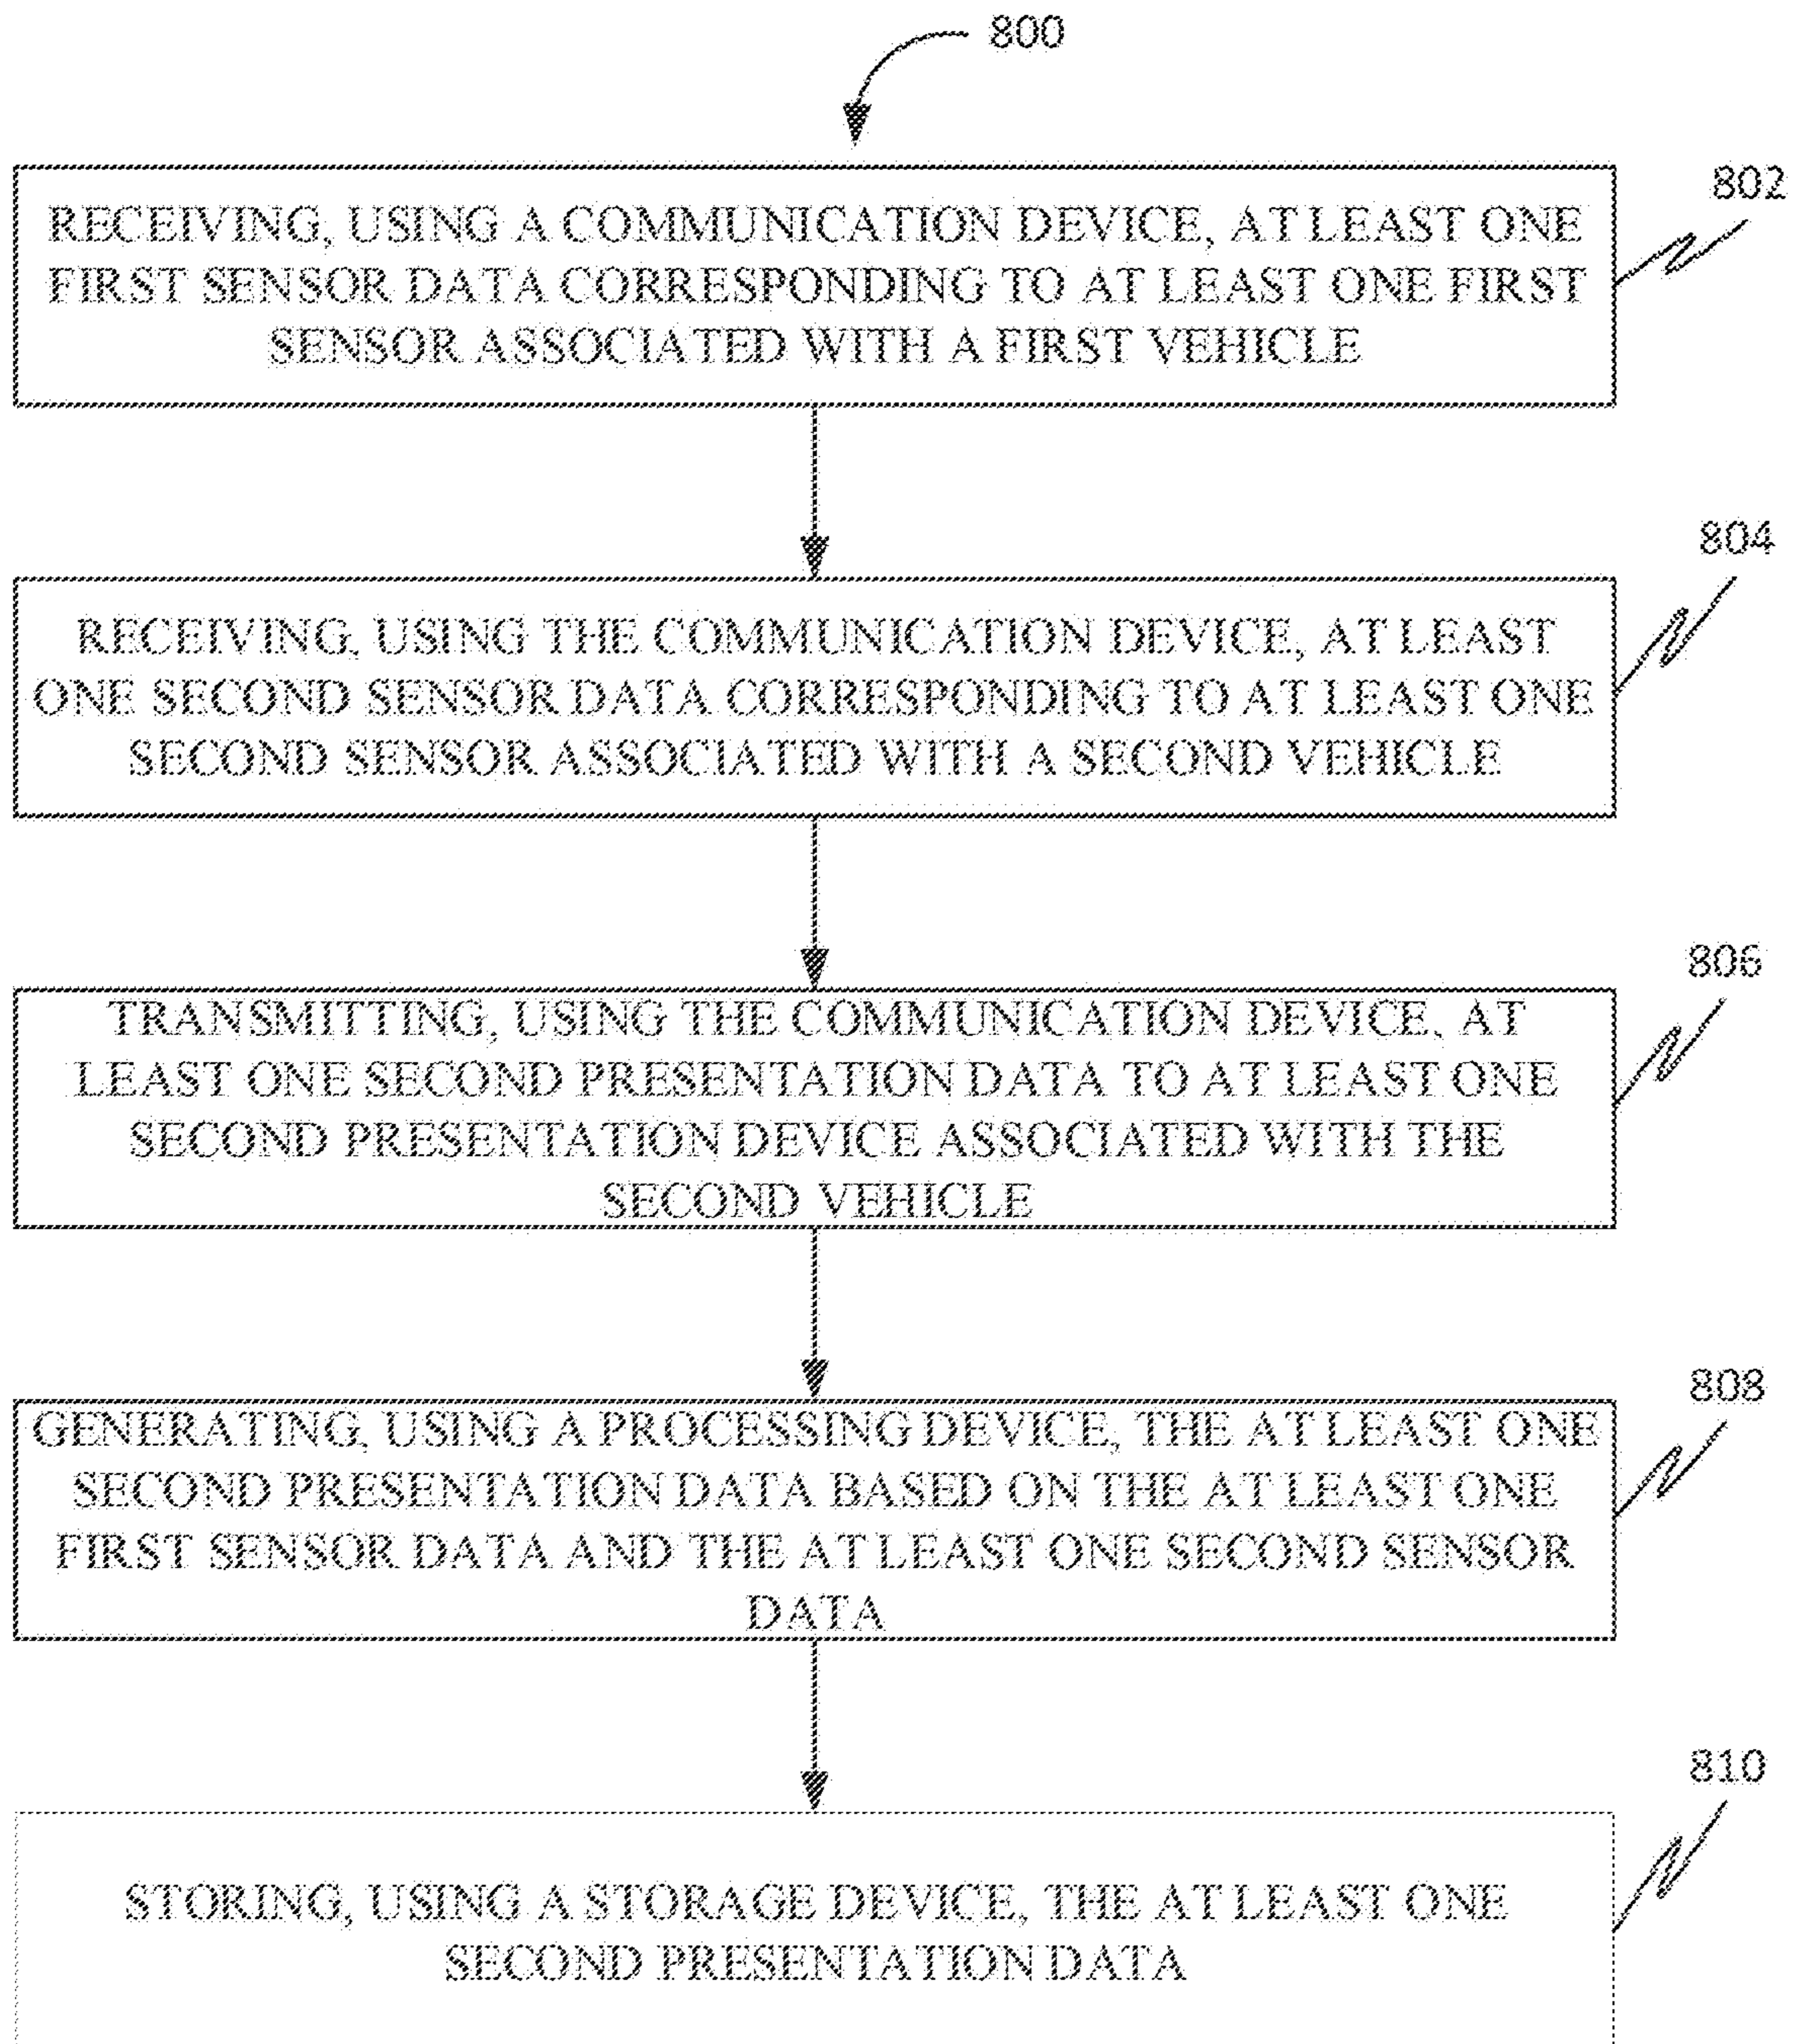 800
802
RECEIVING, USING A COMMUNICATION DEVICE, AT LEAST ONE
FIRST SENSOR DATA CORRESPONDING TO AT LEAST ONE FIRST
SENSOR ASSOCIATED WITH A FIRST VEHICLE
804
RECEIVING, USING THE COMMUNICATION DEVICE, AT LEAST
ONE SECOND SENSOR DATA CORRESPONDING TO AT LEAST ONE
SECOND SENSOR ASSOCIATED WITH A SECOND VEHICLE
806
TRANSMITTING, USING THE COMMUNICATION DEVICE, AT
LEAST ONE SECOND PRESENTATION DATA TO AT LEAST ONE
SECOND PRESENTATION DEVICE ASSOCIATED WITH THE
SECOND VEHICLE
808
GENERATING, USING A PROCESSING DEVICE, THE AT LEAST ONE
SECOND PRESENTATION DATA BASED ON THE AT LEAST ONE
FIRST SENSOR DATA AND THE AT LEAST ONE SECOND SENSOR
DATA
810
STORING, USING A STORAGE DEVICE, THE AT LEAST ONE
SECOND PRESENTATION DATA